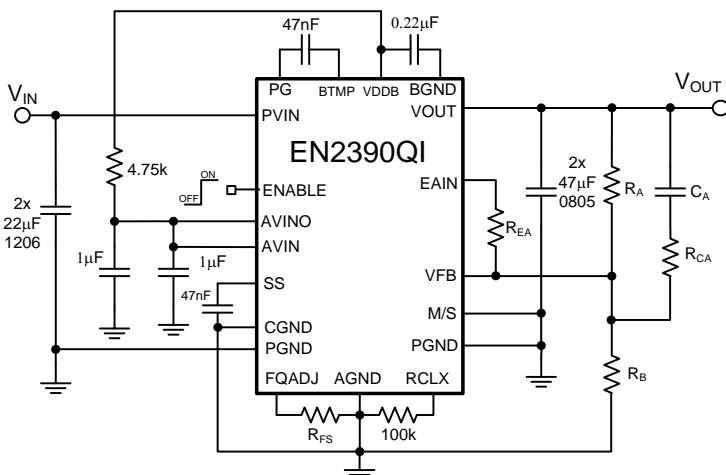 47nF
0.22µF
PG
BTMP
VDDB
BGND
VIN
PVIN
VOUT
VOUT
EN2390QI
4.75k
ON
OFF
ENABLE
EAIN
2x
22µF
1206
2x
47µF
0805
RA
CA
REA
RCA
AVINO
AVIN
1µF
1µF
VFB
SS
47nF
M/S
CGND
PGND
PGND
RB
FQADJ
AGND
RCLX
RFS
100k